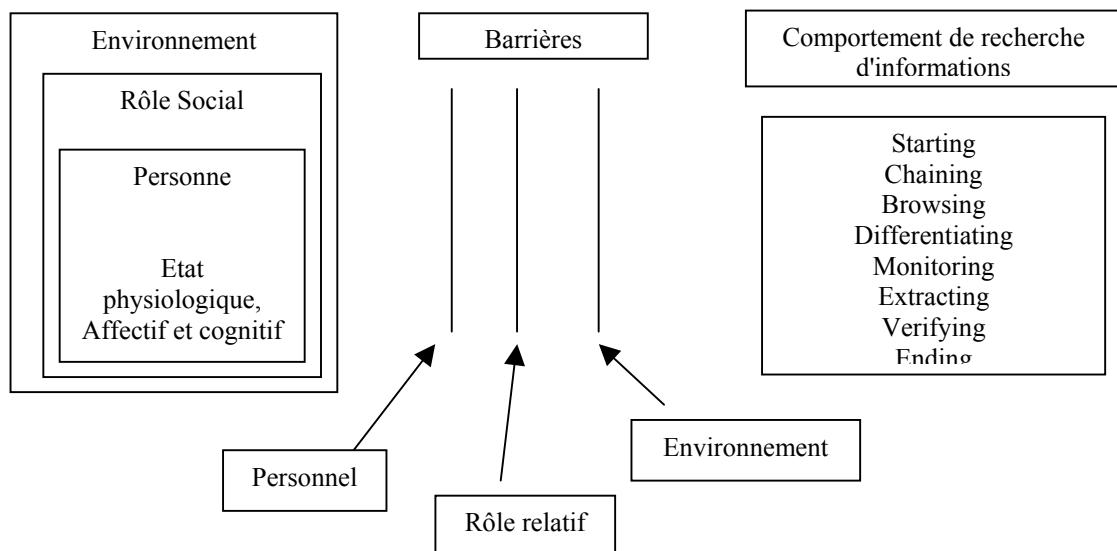 Environnement
Rôle Social
Personne
Etat
physiologique,
Affectif et cognitif
Barrières
Personnel
Rôle relatif
Environnement
Comportement de recherche
d'informations
Starting
Chaining
Browsing
Differentiating
Monitoring
Extracting
Verifying
Ending